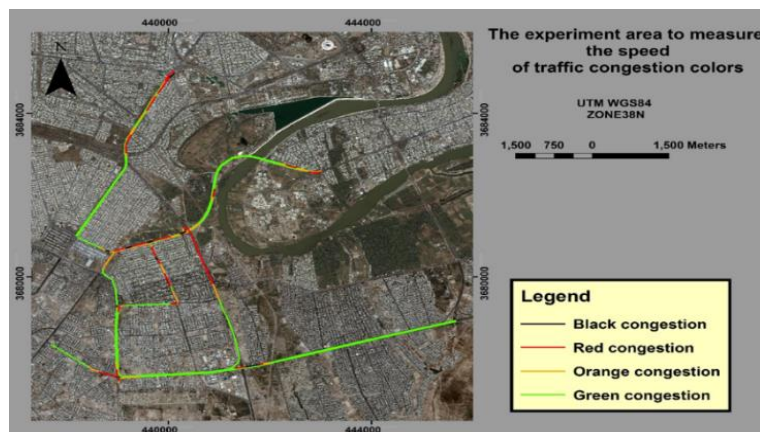 440000
444000
N
3684000
3684000
3680000
3680000
440000
444000
The experiment area to measure
the speed
of traffic congestion colors
UTM WGS84
ZONE38N
1,500 750 0 1,500 Meters
Legend
Black congestion
Red congestion
Orange congestion
Green congestion